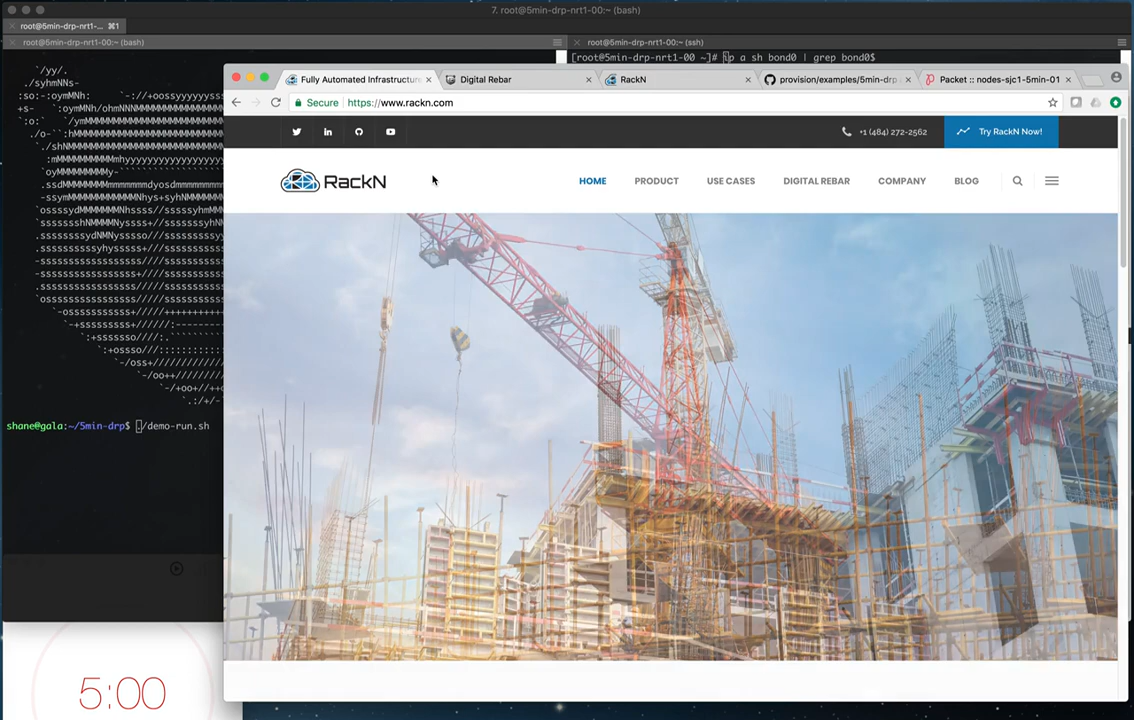 7. root@5min-drp-nrt1-00:~ (bash)
root@5min-drp-nrt1-... ⌘1
root@5min-drp-nrt1-00:~ (bash)
root@5min-drp-nrt1-00:~ (ssh)
[root@5min-drp-nrt1-00 ~]# ip a sh bond0 | grep bond0$
Fully Automated Infrastructur
Digital Rebar
RackN
provision/examples/5min-drp
Packet :: nodes-sjc1-5min-01
Secure https://www.rackn.com
+1 (484) 272-2562
Try RackN Now!
RackN
HOME PRODUCT USE CASES DIGITAL REBAR COMPANY BLOG
shane@gala:~/5min-drp$ ./demo-run.sh
5:00